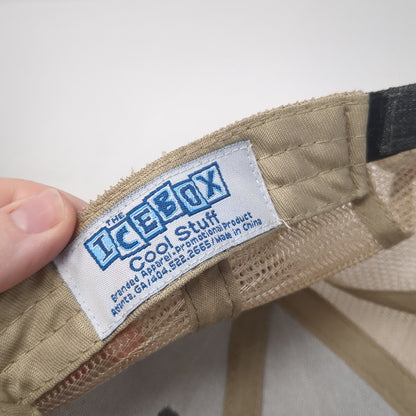 THE
ICEBOX
Cool Stuff
Branded Apparel·Promotional Product
Atlanta, GA/404.522.2665/Made in China